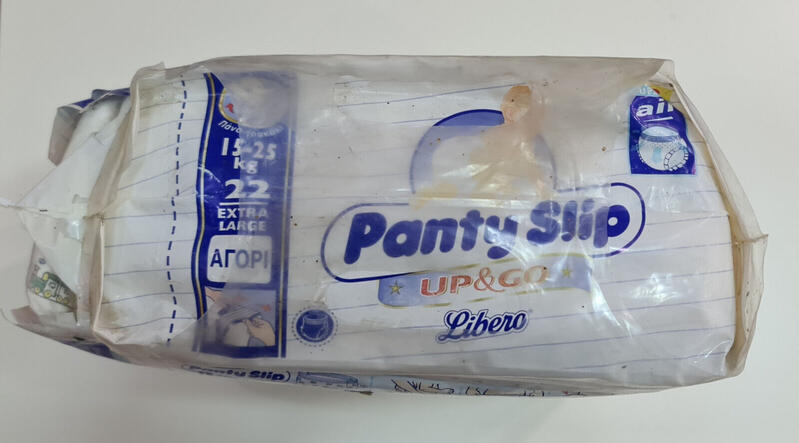 15-25
kg
22
EXTRA
LARGE
ΑΓΟΡΙ
air
Panty Slip
UP&GO
Libero
Panty Slip